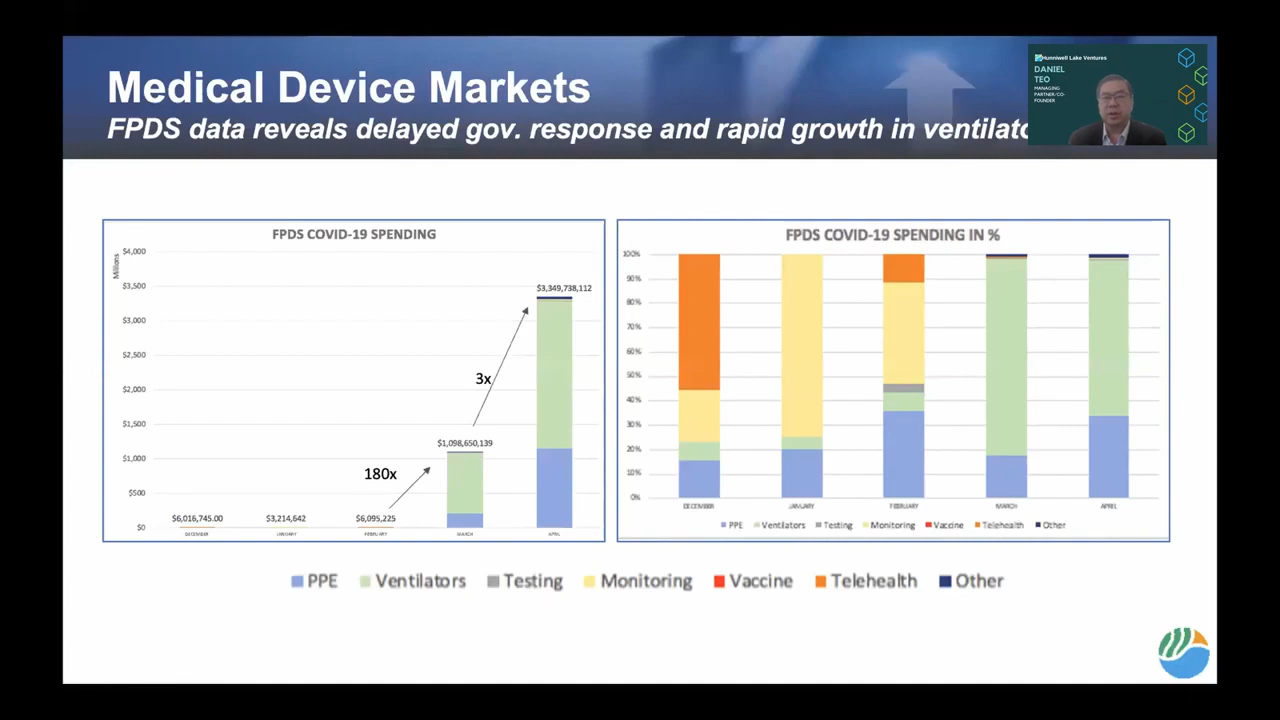 Medical Device Markets
FPDS data reveals delayed gov. response and rapid growth in
Hunniwell Lake Ventures
DANIEL
TEO
MANAGING
PARTNER/CO-
FOUNDER
FPDS COVID-19 SPENDING
Millions
$4,000
$3,500
$3,000
$2,500
$2,000
$1,500
$1,000
$500
$0
$6,016,745.00
$3,214,642
$6,095,225
$1,098,650,139
$3,349,738,112
180x
3x
DECEMBER
JANUARY
FEBRUARY
MARCH
APRIL
FPDS COVID-19 SPENDING IN %
100%
90%
80%
70%
60%
50%
40%
30%
20%
10%
0%
DECEMBER
JANUARY
FEBRUARY
MARCH
APRIL
PPE Ventilators Testing Monitoring Vaccine Telehealth Other
PPE Ventilators Testing Monitoring Vaccine Telehealth Other